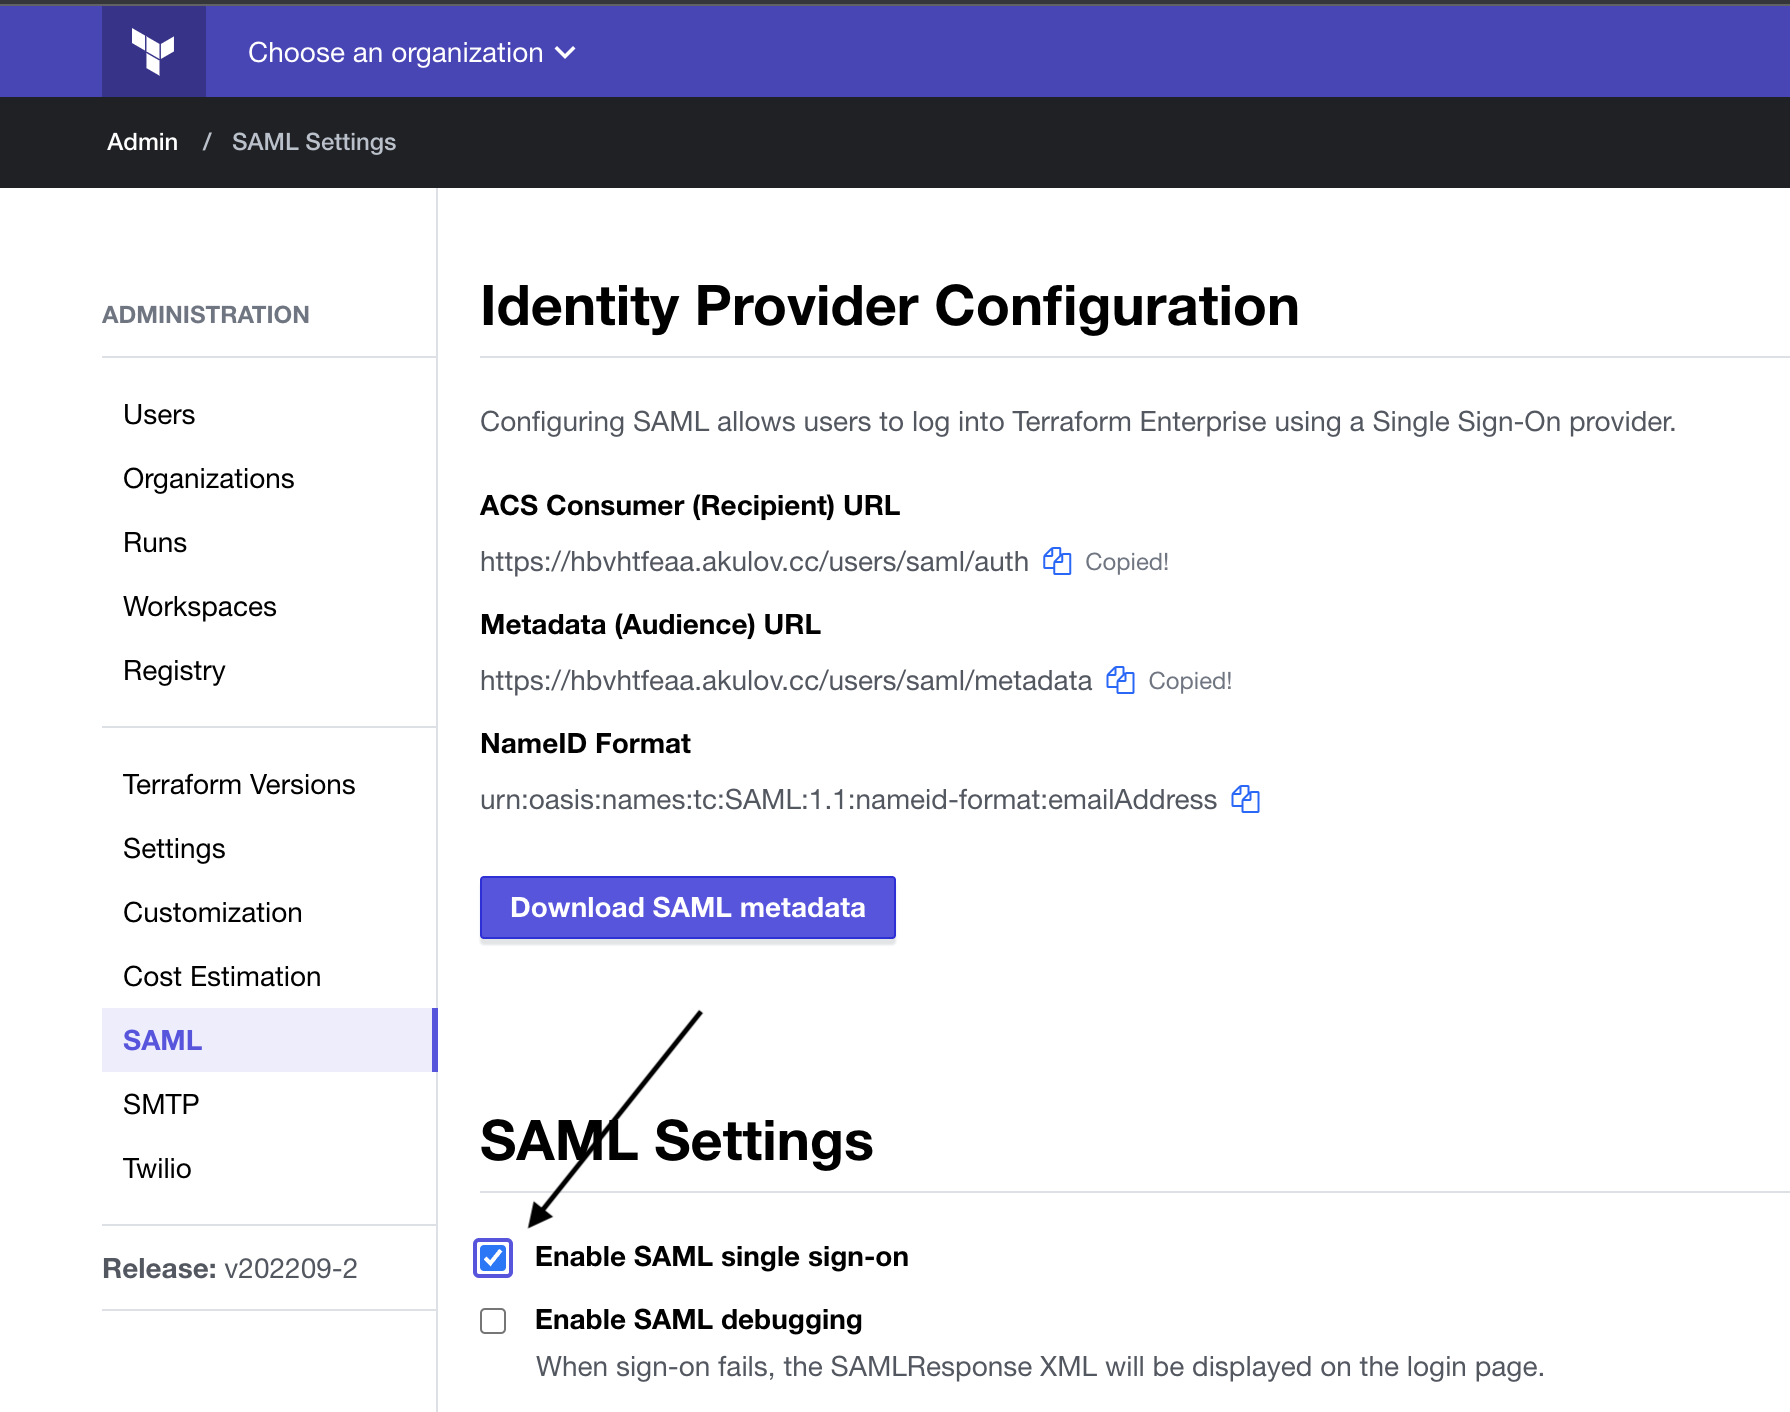 Choose an organization
Admin / SAML Settings
ADMINISTRATION
Users
Organizations
Runs
Workspaces
Registry
Terraform Versions
Settings
Customization
Cost Estimation
SAML
SMTP
Twilio
Release: v202209-2
Identity Provider Configuration
Configuring SAML allows users to log into Terraform Enterprise using a Single Sign-On provider.
ACS Consumer (Recipient) URL
https://hbvhtfeaa.akulov.cc/users/saml/auth Copied!
Metadata (Audience) URL
https://hbvhtfeaa.akulov.cc/users/saml/metadata Copied!
NameID Format
urn:oasis:names:tc:SAML:1.1:nameid-format:emailAddress
Download SAML metadata
SAML Settings
Enable SAML single sign-on
Enable SAML debugging
When sign-on fails, the SAMLResponse XML will be displayed on the login page.